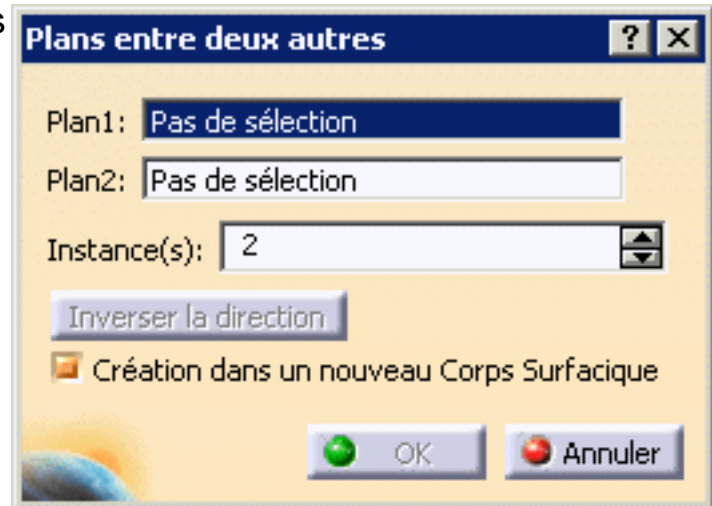 s
Plans entre deux autres
Plan1: Pas de sélection
Plan2: Pas de sélection
Instance(s): 2
Inverser la direction
Création dans un nouveau Corps Surfacique
OK Annuler